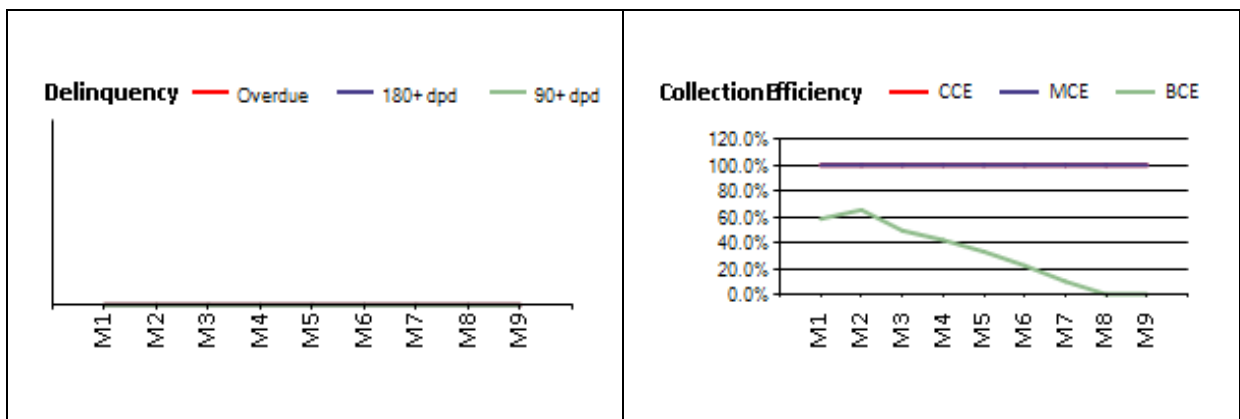 Delinquency Overdue 180+ dpd 90+ dpd
M1 M2 M3 M4 M5 M6 M7 M8 M9
Collection Efficiency CCE MCE BCE
120.0%
100.0%
80.0%
60.0%
40.0%
20.0%
0.0%
M1 M2 M3 M4 M5 M6 M7 M8 M9